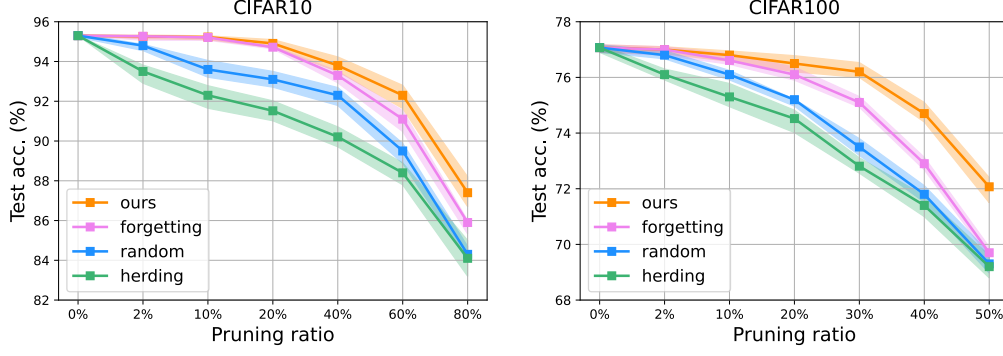 CIFAR10
Test acc. (%)
96
94
92
90
88
86
84
82
ours
forgetting
random
herding
0% 2% 10% 20% 40% 60% 80%
Pruning ratio
CIFAR100
Test acc. (%)
78
76
74
72
70
68
ours
forgetting
random
herding
0% 2% 10% 20% 30% 40% 50%
Pruning ratio